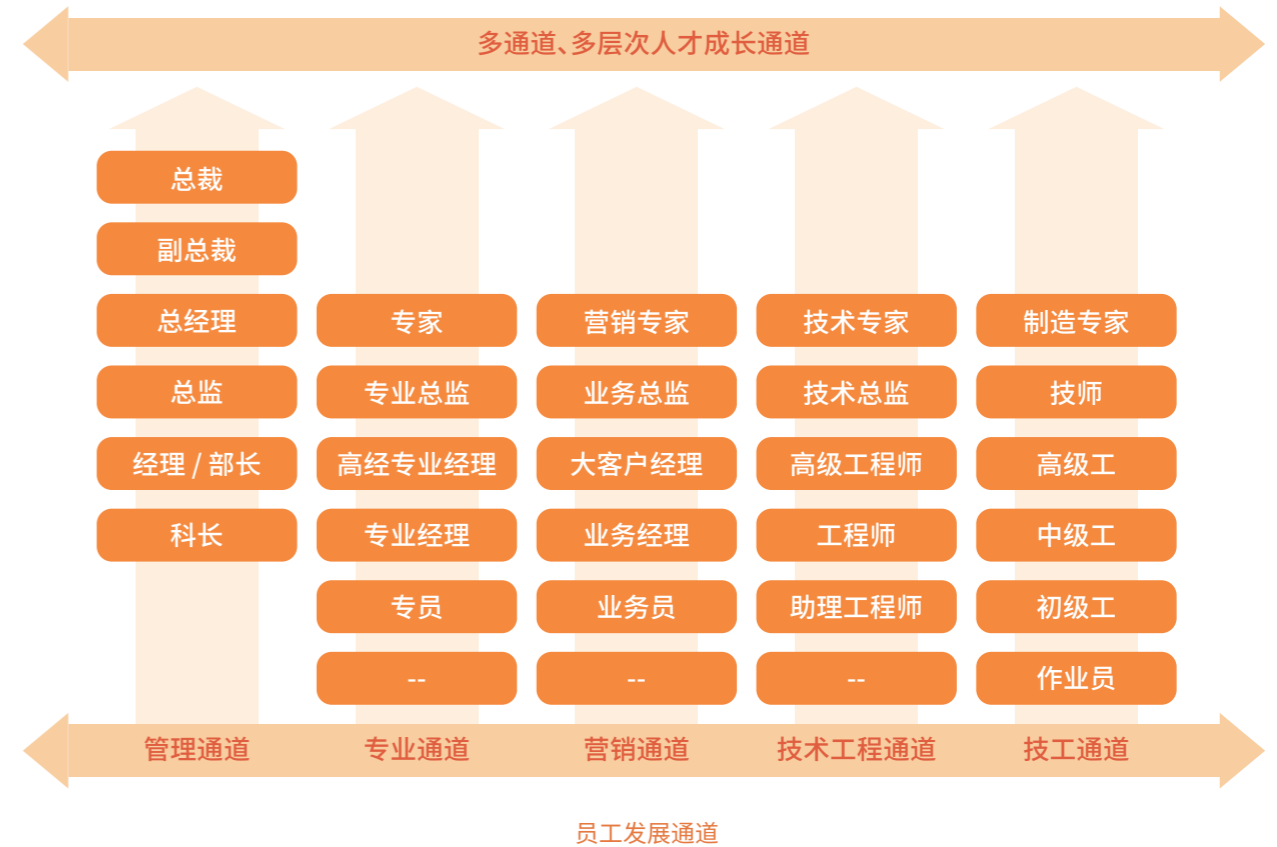 多通道、多层次人才成长通道
总裁
副总裁
总经理 专家 营销专家 技术专家 制造专家
总监 专业总监 业务总监 技术总监 技师
经理 / 部长 高经专业经理 大客户经理 高级工程师 高级工
科长 专业经理 业务经理 工程师 中级工
专员 业务员 助理工程师 初级工
-- -- -- 作业员
管理通道 专业通道 营销通道 技术工程通道 技工通道
员工发展通道